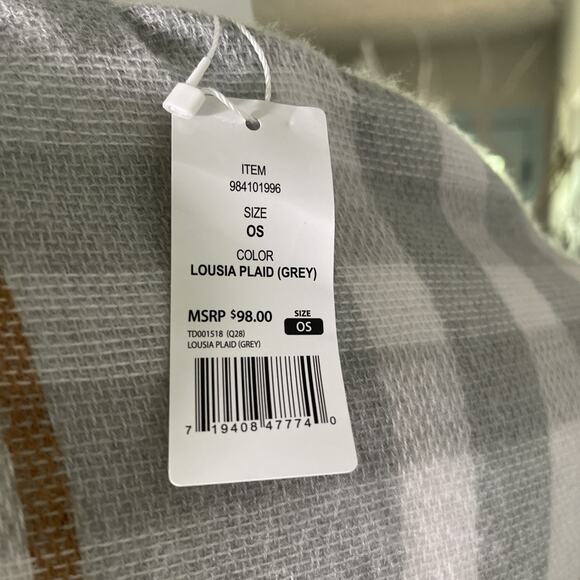 ITEM
984101996
SIZE
OS
COLOR
LOUSIA PLAID (GREY)
MSRP $98.00
SIZE
OS
TD001518 (Q28)
LOUSIA PLAID (GREY)
7 19408 47774 0